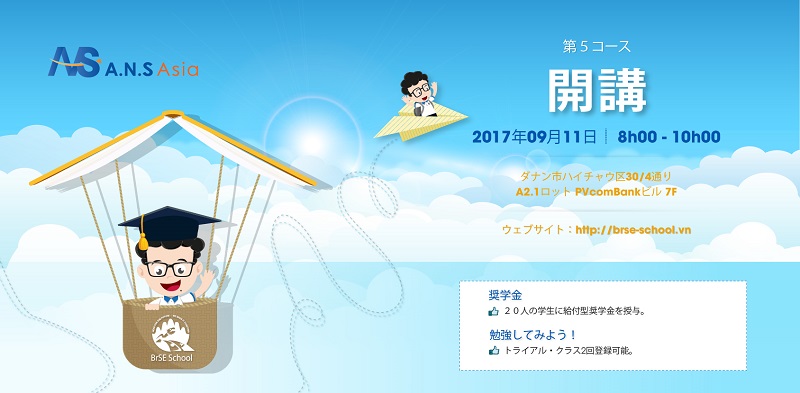 A.N.S Asia
第５コース
開講
2017年09月11日 | 8h00 - 10h00
ダナン市ハイチャウ区30/4通り
A2.1ロット PVcomBankビル 7F
ウェブサイト：http://brse-school.vn
奨学金
２０人の学生に給付型奨学金を授与。
勉強してみよう！
トライアル・クラス2回登録可能。
BrSE School